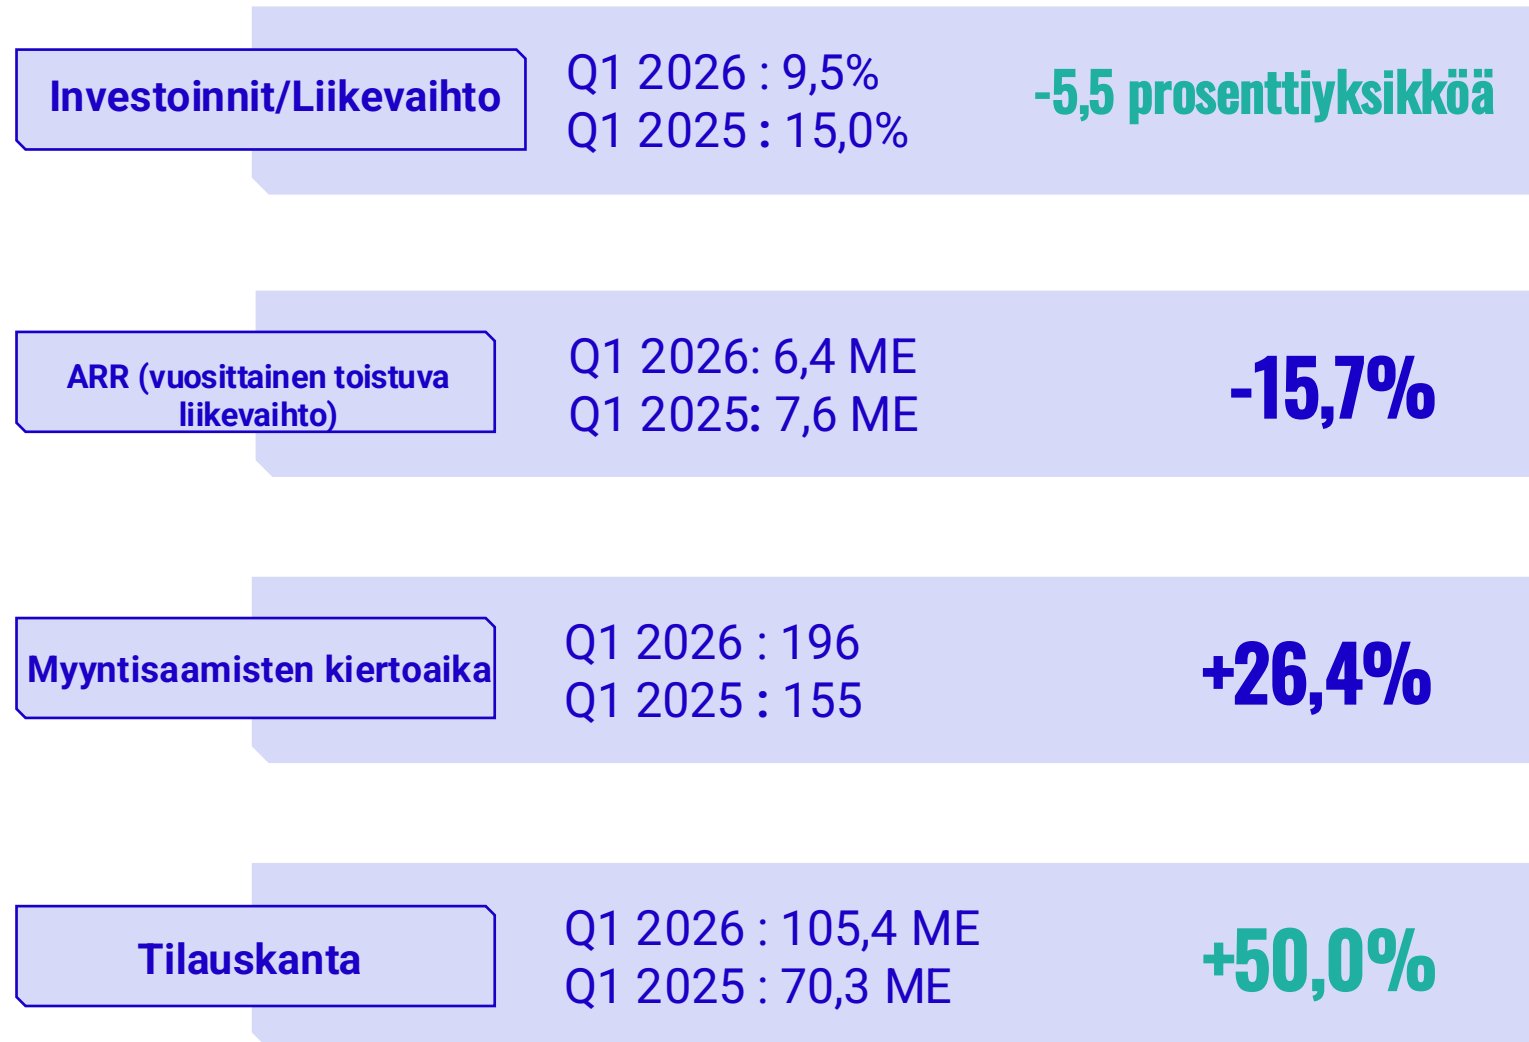 Investoinnit/Liikevaihto
Q1 2026 : 9,5%
Q1 2025 : 15,0%
-5,5 prosenttiyksikköä
ARR (vuosittainen toistuva
liikevaihto)
Q1 2026: 6,4 ME
Q1 2025: 7,6 ME
-15,7%
Myyntisaamisten kiertoaika
Q1 2026 : 196
Q1 2025 : 155
+26,4%
Tilauskanta
Q1 2026 : 105,4 ME
Q1 2025 : 70,3 ME
+50,0%